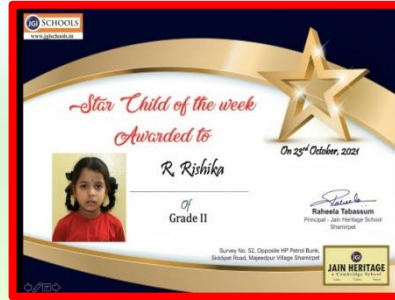 JGI SCHOOLS
www.jgischools.in
Star Child of the week
Awarded to
On 23rd October, 2021
R. Rishika
Of
Grade II
Raheela Tabassum
Principal - Jain Heritage School
Shamirpet
Survey No. 52, Opposite HP Petrol Bunk,
Siddipet Road, Majeedpur Village Shamirpet
JGI
JAIN HERITAGE
a Cambridge School